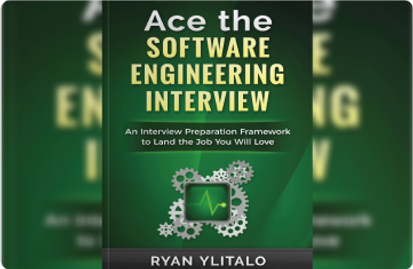 Ace the
SOFTWARE
ENGINEERING
INTERVIEW
An Interview Preparation Framework
to Land the Job You Will Love
RYAN YLITALO